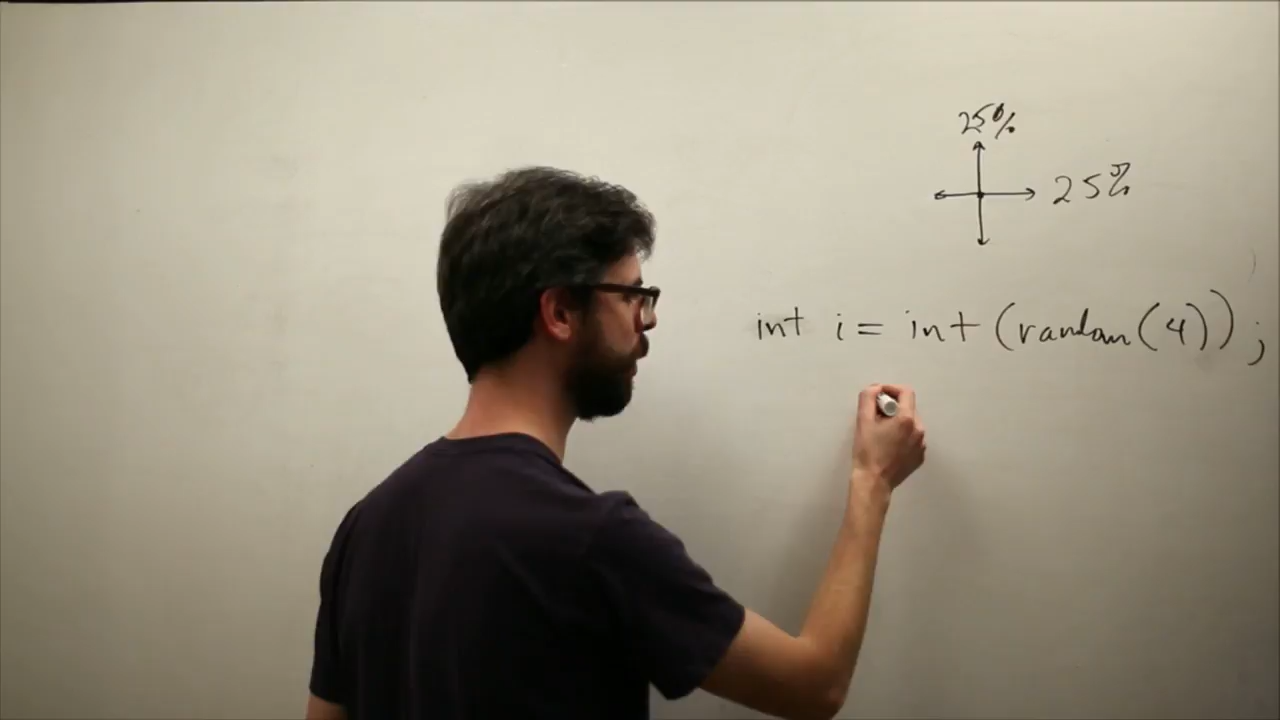 25%
25%
int i = int (random(4));